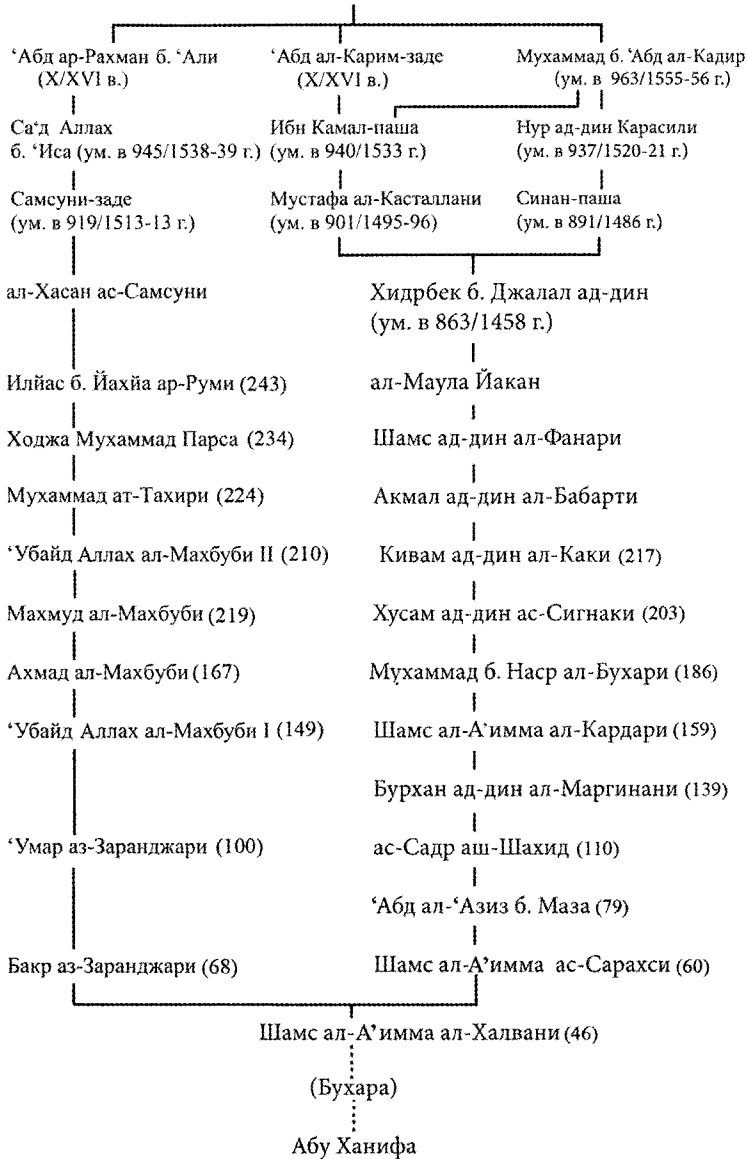 ‘Абд ар-Рахман б. ‘Али ‘Абд ал-Карим-заде Мухаммад б. ‘Абд ал-Кадир
(X/XVI в.) (X/XVI в.) (ум. в 963/1555-56 г.)
Са‘д Аллах Ибн Камал-паша Нур ад-дин Карасили
б. ‘Иса (ум. в 945/1538-39 г.) (ум. в 940/1533 г.) (ум. в 937/1520-21 г.)
Самсуни-заде Мустафа ал-Касталлани Синан-паша
(ум. в 919/1513-13 г.) (ум. в 901/1495-96) (ум. в 891/1486 г.)
ал-Хасан ас-Самсуни Хидрбек б. Джалал ад-дин
(ум. в 863/1458 г.)
Илйас б. Йахйа ар-Руми (243) ал-Маула Йакан
Ходжа Мухаммад Парса (234) Шамс ад-дин ал-Фанари
Мухаммад ат-Тахири (224) Акмал ад-дин ал-Бабарти
‘Убайд Аллах ал-Махбуби II (210) Кивам ад-дин ал-Каки (217)
Махмуд ал-Махбуби (219) Хусам ад-дин ас-Сигнаки (203)
Ахмад ал-Махбуби (167) Мухаммад б. Наср ал-Бухари (186)
‘Убайд Аллах ал-Махбуби I (149) Шамс ал-А’имма ал-Кардари (159)
Бурхан ад-дин ал-Маргинани (139)
‘Умар аз-Заранджари (100) ас-Садр аш-Шахид (110)
‘Абд ал-‘Азиз б. Маза (79)
Бакр аз-Заранджари (68) Шамс ал-А’имма ас-Сарахси (60)
Шамс ал-А’имма ал-Халвани (46)
(Бухара)
Абу Ханифа